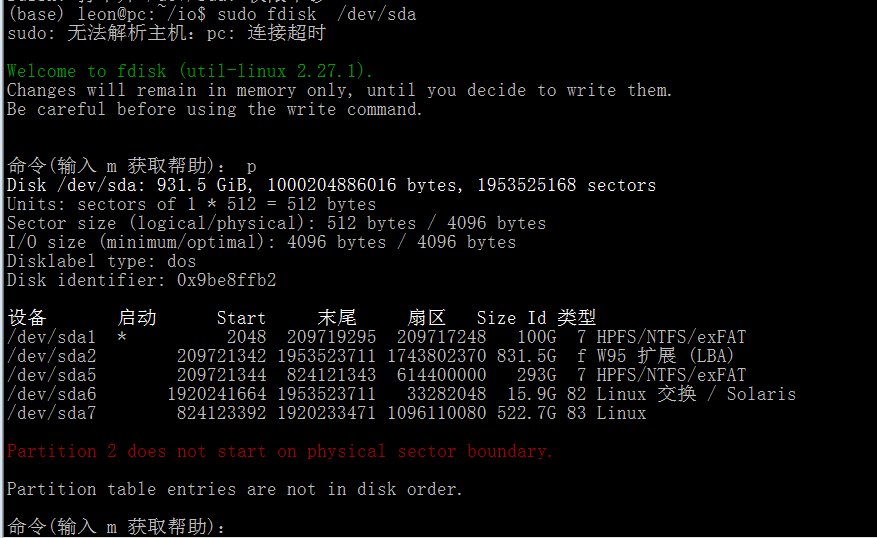 (base) leon@pc:~/io$ sudo fdisk  /dev/sda
sudo: 无法解析主机：pc: 连接超时
Welcome to fdisk (util-linux 2.27.1).
Changes will remain in memory only, until you decide to write them.
Be careful before using the write command.
命令(输入 m 获取帮助)： p
Disk /dev/sda: 931.5 GiB, 1000204886016 bytes, 1953525168 sectors
Units: sectors of 1 * 512 = 512 bytes
Sector size (logical/physical): 512 bytes / 4096 bytes
I/O size (minimum/optimal): 4096 bytes / 4096 bytes
Disklabel type: dos
Disk identifier: 0x9be8ffb2
设备 启动 Start 末尾 扇区 Size Id 类型
/dev/sda1 * 2048 209719295 209717248 100G 7 HPFS/NTFS/exFAT
/dev/sda2 209721342 1953523711 1743802370 831.5G f W95 扩展 (LBA)
/dev/sda5 209721344 824121343 614400000 293G 7 HPFS/NTFS/exFAT
/dev/sda6 1920241664 1953523711 33282048 15.9G 82 Linux 交换 / Solaris
/dev/sda7 824123392 1920233471 1096110080 522.7G 83 Linux
Partition 2 does not start on physical sector boundary.
Partition table entries are not in disk order.
命令(输入 m 获取帮助)：